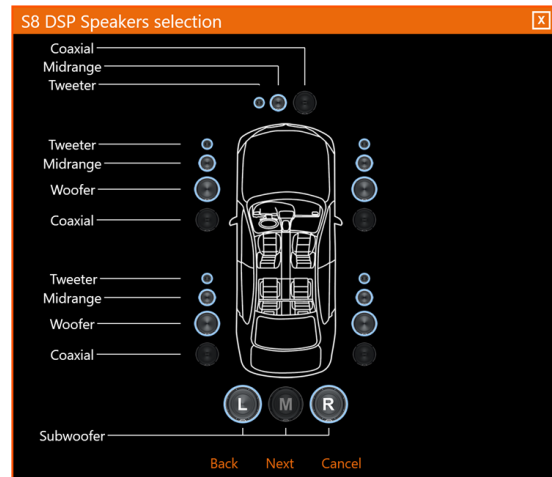 S8 DSP Speakers selection X
Coaxial
Midrange
Tweeter
Tweeter
Midrange
Woofer
Coaxial
Tweeter
Midrange
Woofer
Coaxial
L M R
Subwoofer
Back Next Cancel